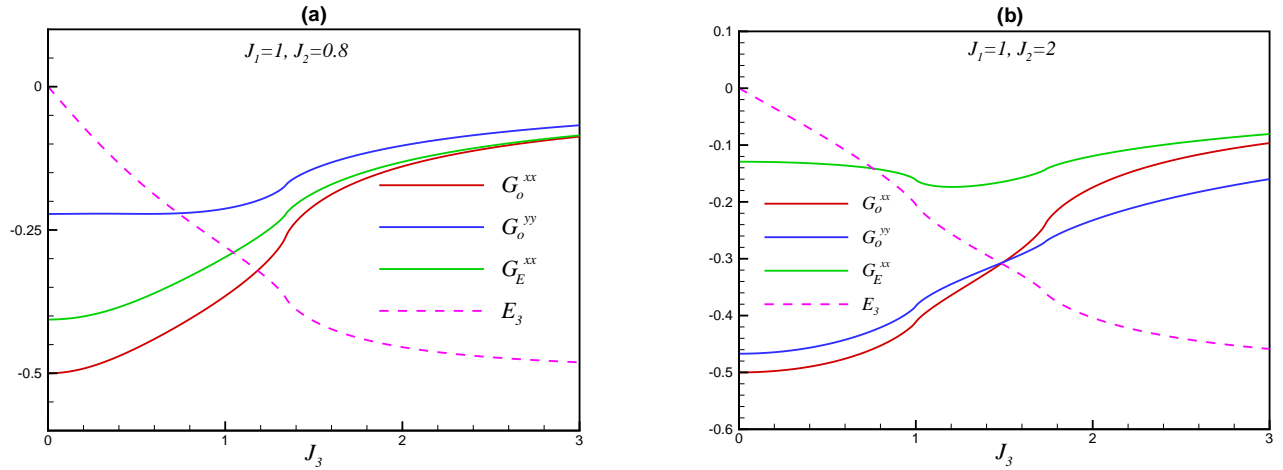 (a)
J₁=1, J₂=0.8
0
-0.25
-0.5
Gₒˣˣ
Gₒʸʸ
G_Eˣˣ
E₃
0 1 2 3
J₃
(b)
J₁=1, J₂=2
0.1
0
-0.1
-0.2
-0.3
-0.4
-0.5
-0.6
Gₒˣˣ
Gₒʸʸ
G_Eˣˣ
E₃
0 1 2 3
J₃